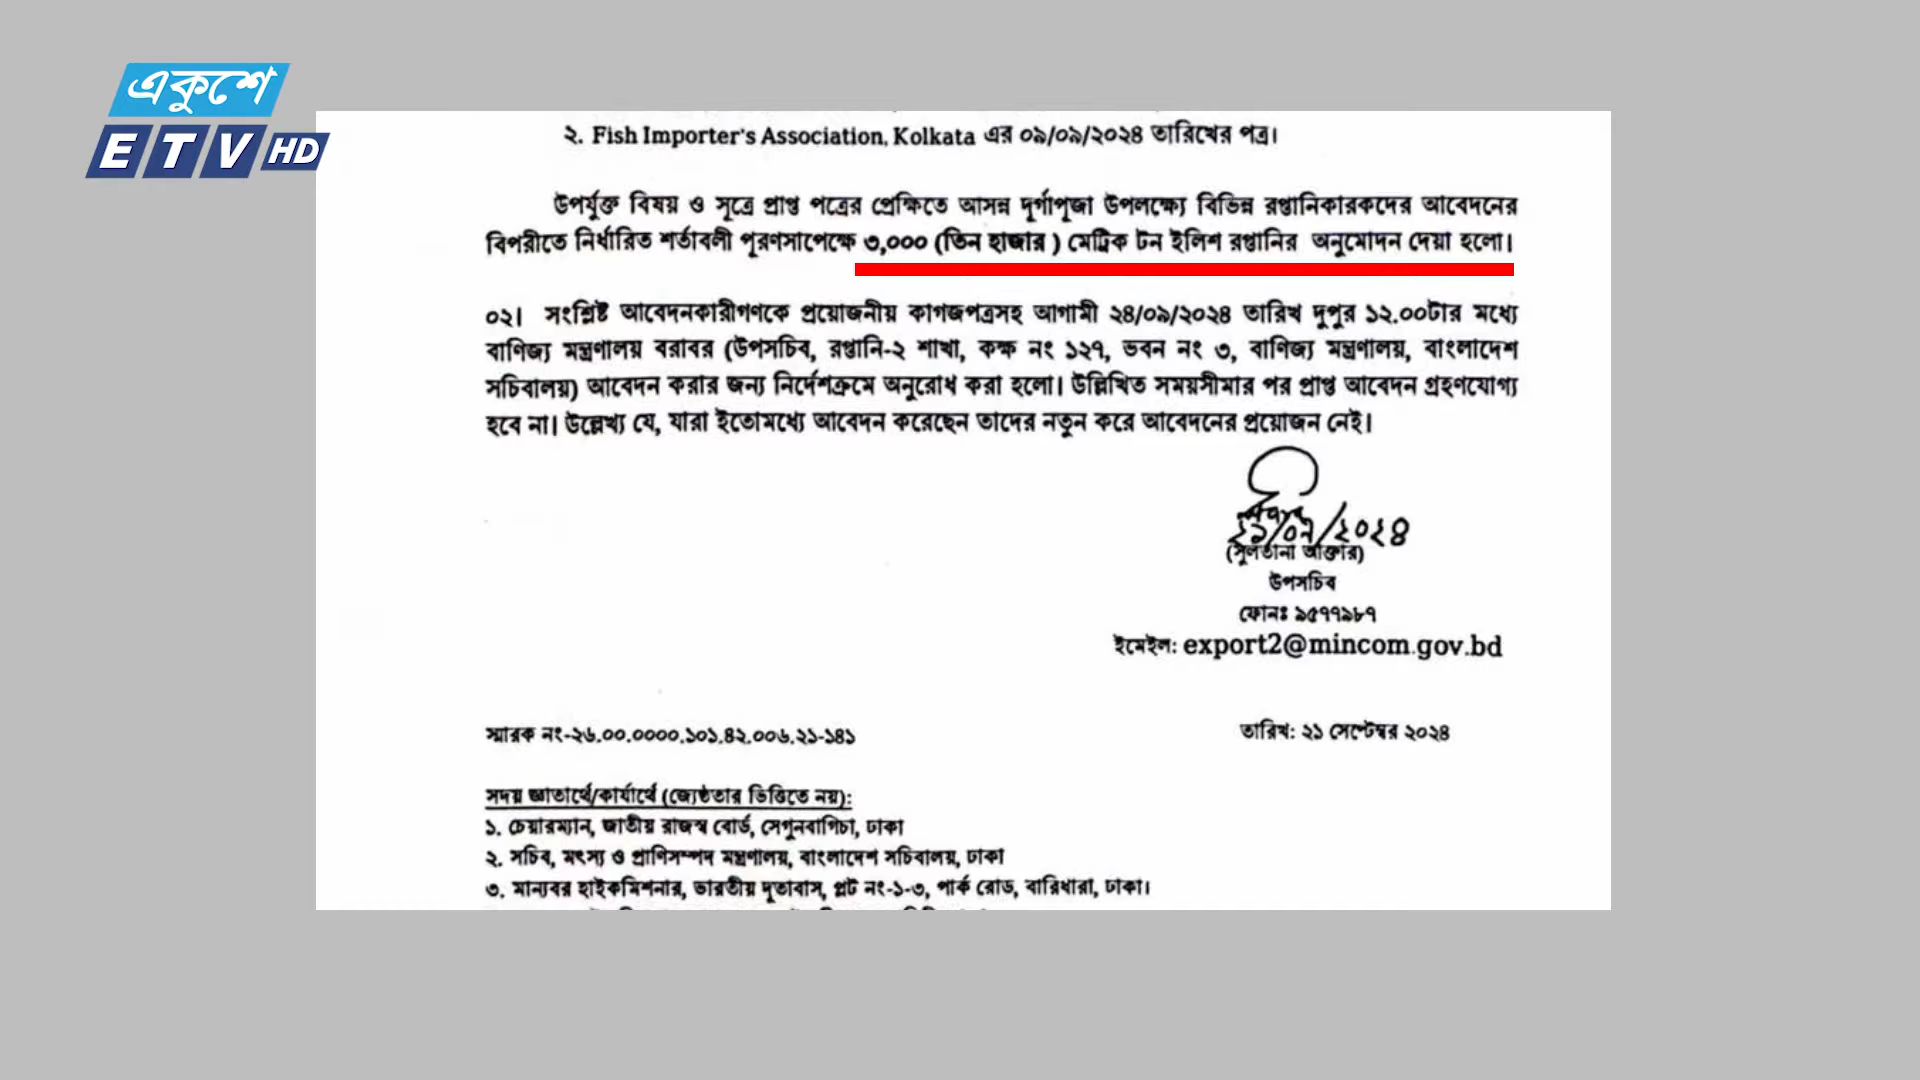 একুশে
ETV HD
২. Fish Importer's Association, Kolkata এর ০৯/০৯/২০২৪ তারিখের পত্র।
উপর্যুক্ত বিষয় ও সূত্রে প্রাপ্ত পত্রের প্রেক্ষিতে আসন্ন দূর্গাপূজা উপলক্ষ্যে বিভিন্ন রপ্তানিকারকদের আবেদনের
বিপরীতে নির্ধারিত শর্তাবলী পূরণসাপেক্ষে ৩,০০০ (তিন হাজার ) মেট্রিক টন ইলিশ রপ্তানির অনুমোদন দেয়া হলো।
০২। সংশ্লিষ্ট আবেদনকারীগণকে প্রয়োজনীয় কাগজপত্রসহ আগামী ২৪/০৯/২০২৪ তারিখ দুপুর ১২.০০টার মধ্যে
বাণিজ্য মন্ত্রণালয় বরাবর (উপসচিব, রপ্তানি-২ শাখা, কক্ষ নং ১২৭, ভবন নং ৩, বাণিজ্য মন্ত্রণালয়, বাংলাদেশ
সচিবালয়) আবেদন করার জন্য নির্দেশক্রমে অনুরোধ করা হলো। উল্লিখিত সময়সীমার পর প্রাপ্ত আবেদন গ্রহণযোগ্য
হবে না। উল্লেখ্য যে, যারা ইতোমধ্যে আবেদন করেছেন তাদের নতুন করে আবেদনের প্রয়োজন নেই।
২১/০৯/২০২৪
(সুলতানা আক্তার)
উপসচিব
ফোনঃ ৯৫৭৭৯৮৭
ইমেইল: export2@mincom.gov.bd
স্মারক নং-২৬.০০.০০০০.১০১.৪২.০০৬.২১-১৪১
তারিখ: ২১ সেপ্টেম্বর ২০২৪
সদয় জ্ঞাতার্থে/কার্যার্থে (জ্যেষ্ঠতার ভিত্তিতে নয়):
১. চেয়ারম্যান, জাতীয় রাজস্ব বোর্ড, সেগুনবাগিচা, ঢাকা
২. সচিব, মৎস্য ও প্রাণিসম্পদ মন্ত্রণালয়, বাংলাদেশ সচিবালয়, ঢাকা
৩. মান্যবর হাইকমিশনার, ভারতীয় দূতাবাস, প্লট নং-১-৩, পার্ক রোড, বারিধারা, ঢাকা।